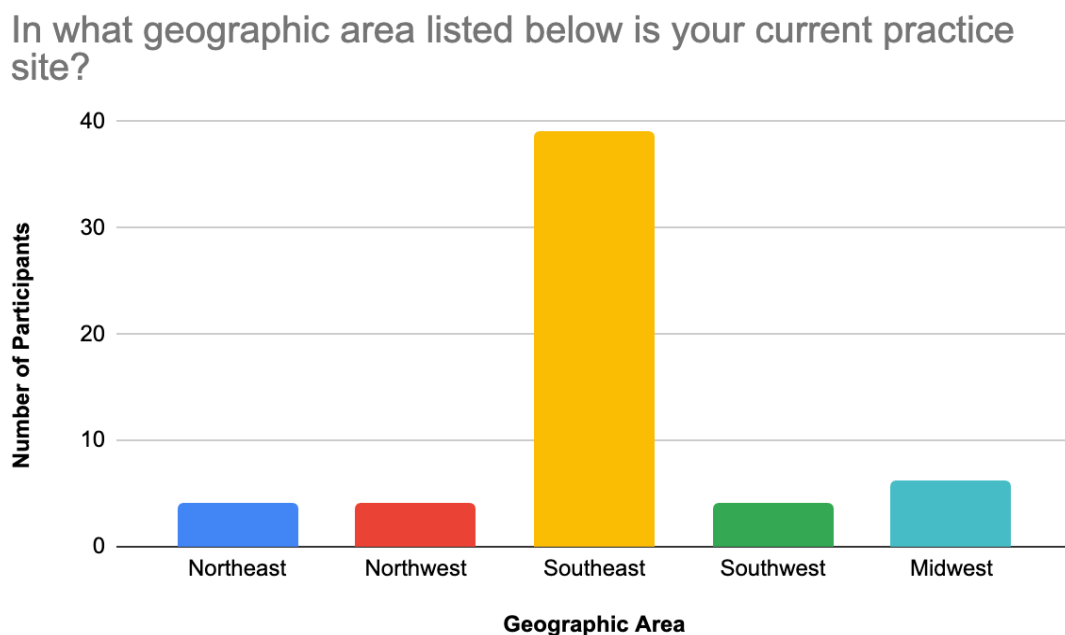 In what geographic area listed below is your current practice
site?
40
30
20
10
0
Number of Participants
Northeast Northwest Southeast Southwest Midwest
Geographic Area